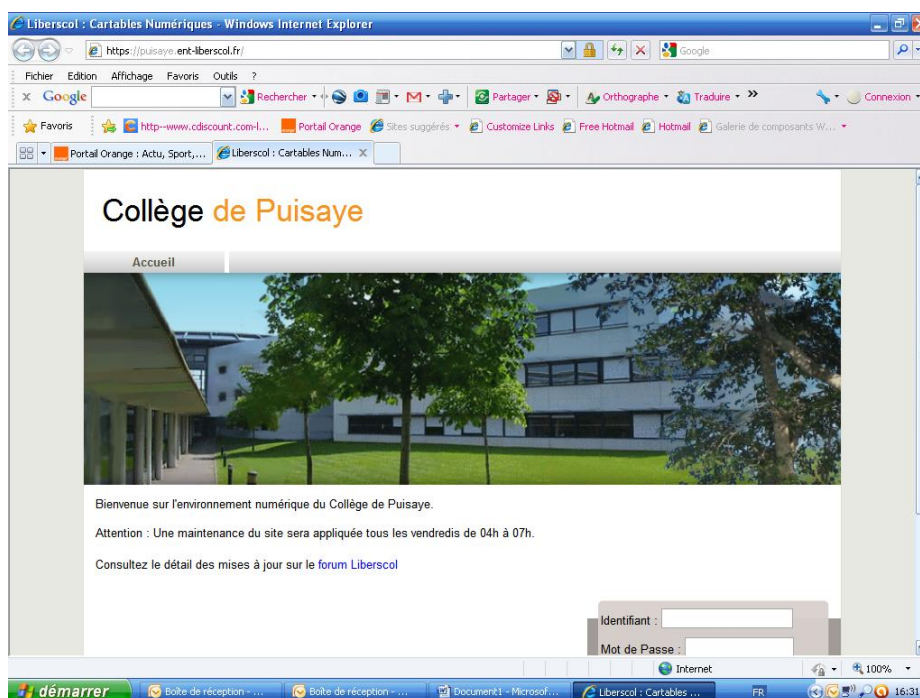 Liberscol : Cartables Numériques - Windows Internet Explorer
https://puisaye.ent-liberscol.fr/
Google
Fichier Edition Affichage Favoris Outils ?
x Google Rechercher Partager Orthographe Traduire Connexion
Favoris http--www.cdiscount.com-l... Portail Orange Sites suggérés Customize Links Free Hotmail Hotmail Galerie de composants W...
Portail Orange : Actu, Sport,... Liberscol : Cartables Num... X
Collège de Puisaye
Accueil
Bienvenue sur l'environnement numérique du Collège de Puisaye.
Attention : Une maintenance du site sera appliquée tous les vendredis de 04h à 07h.
Consultez le détail des mises à jour sur le forum Liberscol
Identifiant :
Mot de Passe :
Internet 100%
démarrer Boîte de réception - ... Boîte de réception - ... Document1 - Microsof... Liberscol : Cartables ... FR 16:31